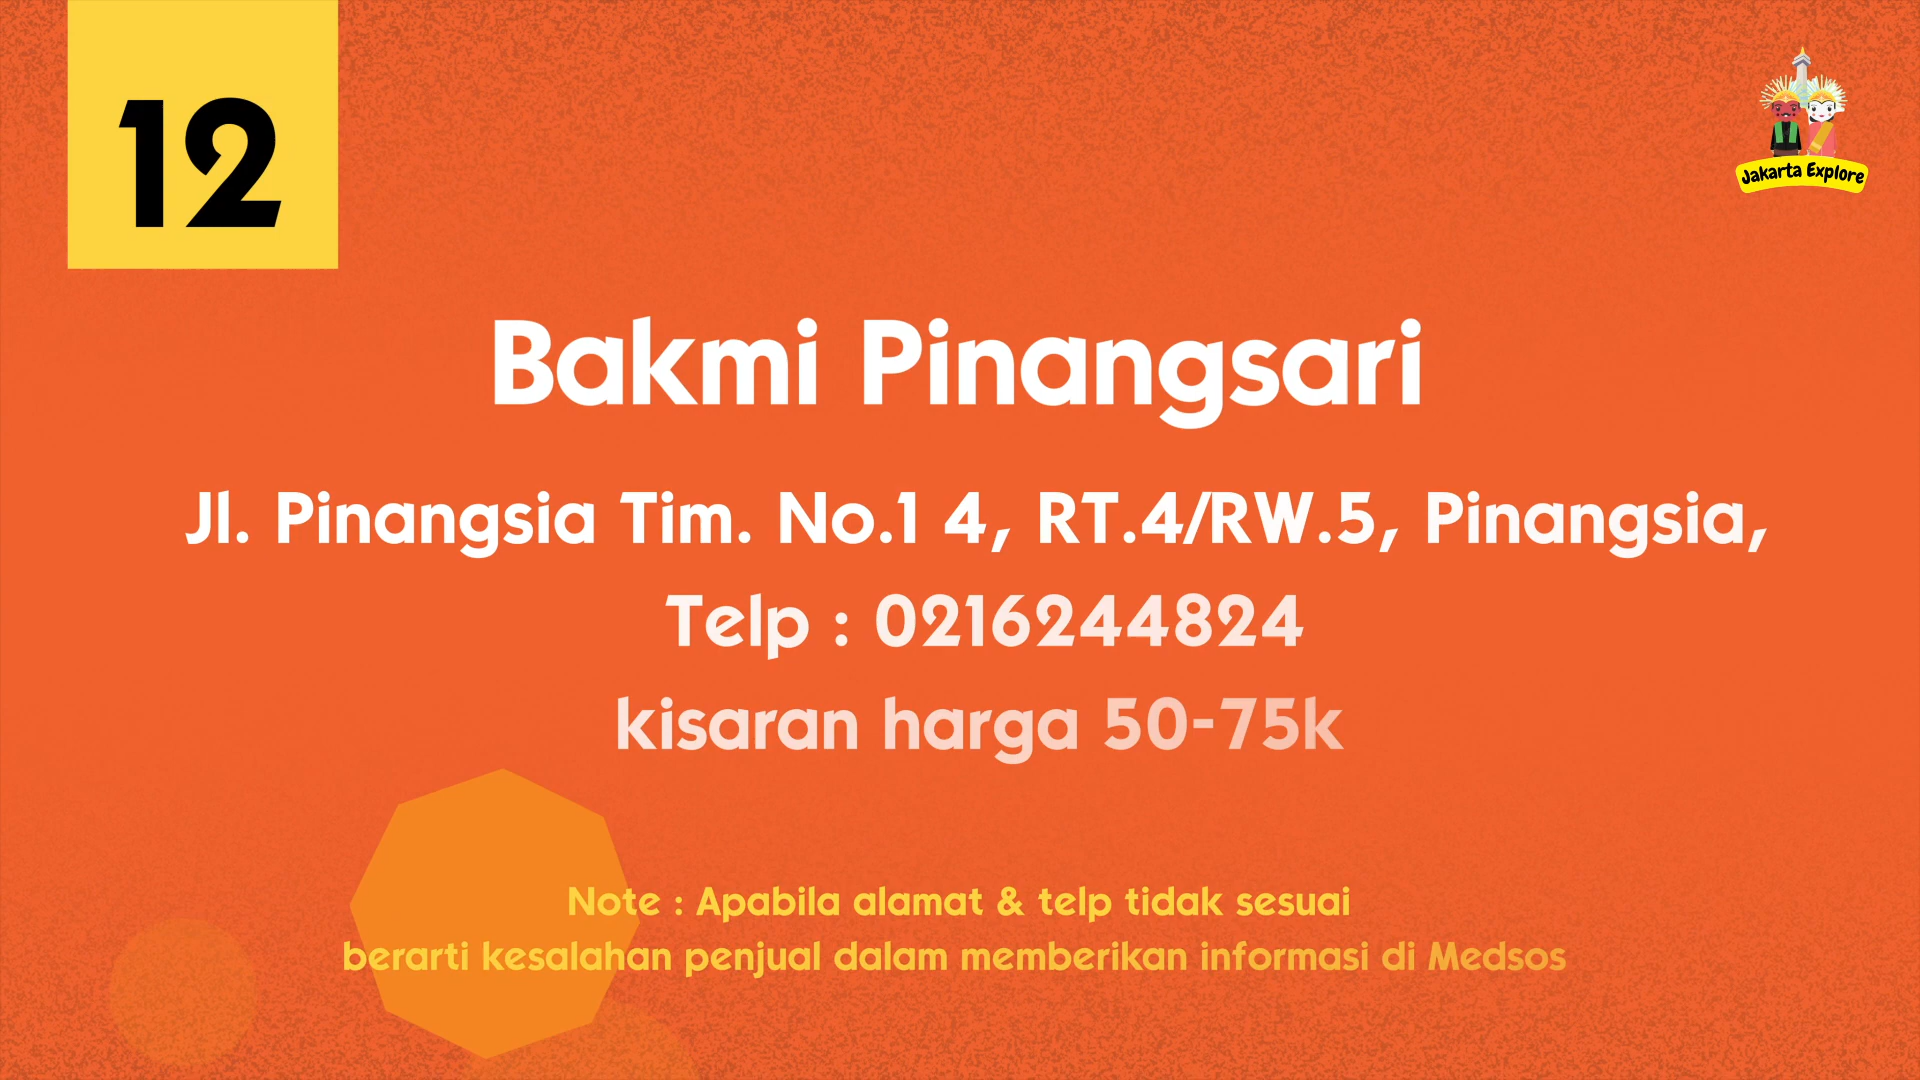 12
Jakarta Explore
Bakmi Pinangsari
Jl. Pinangsia Tim. No.1 4, RT.4/RW.5, Pinangsia,
Telp : 0216244824
kisaran harga 50-75k
Note : Apabila alamat & telp tidak sesuai
berarti kesalahan penjual dalam memberikan informasi di Medsos